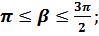 π ≤ β ≤ 3π/2 ;